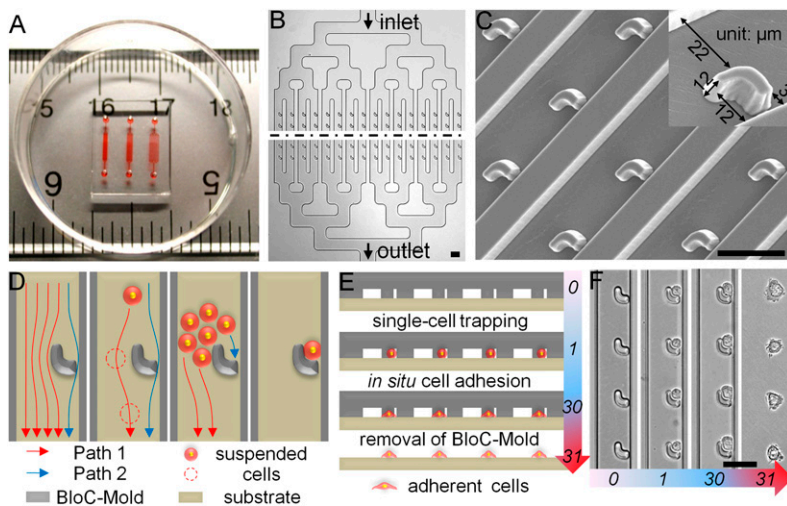 A
15
16
17
18
6
5
B
inlet
outlet
C
unit: µm
22
12
12
3
D
Path 1
Path 2
suspended
cells
BloC-Mold
substrate
E
0
single-cell trapping
1
in situ cell adhesion
30
removal of BloC-Mold
31
adherent cells
F
0 1 30 31